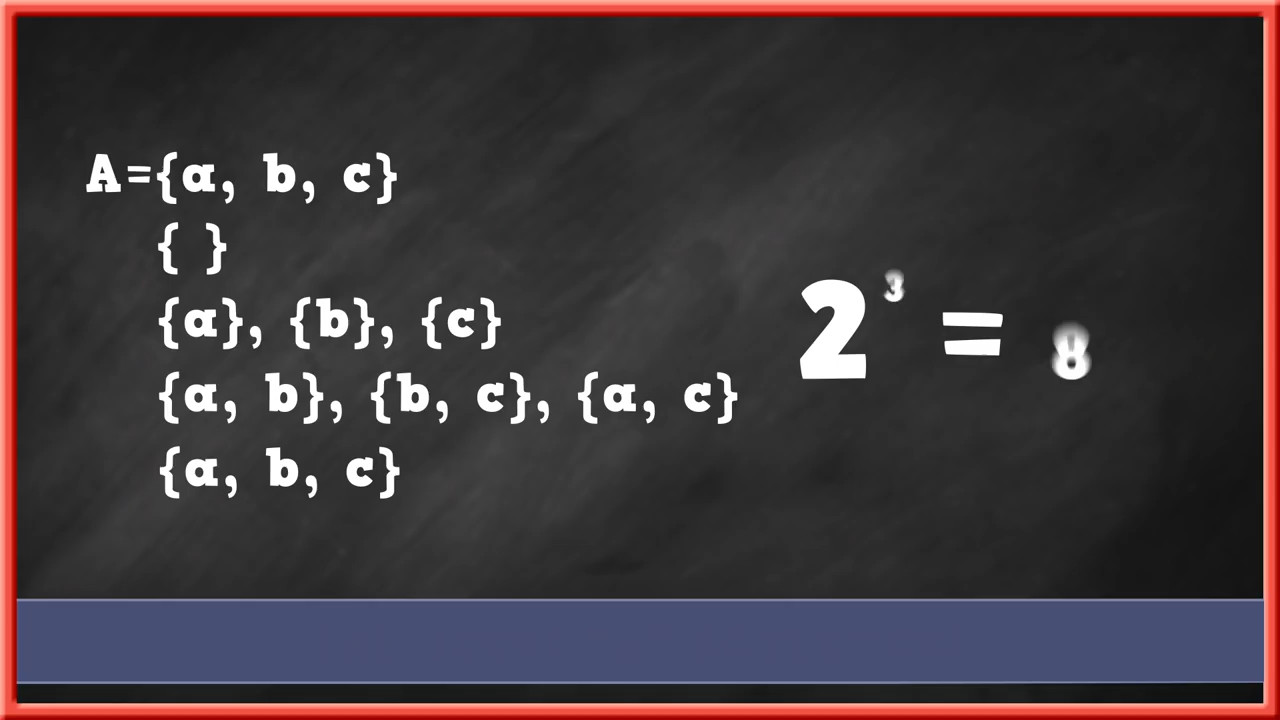 A={a, b, c}
{ }
{a}, {b}, {c}
{a, b}, {b, c}, {a, c}
{a, b, c}
2³ = 8